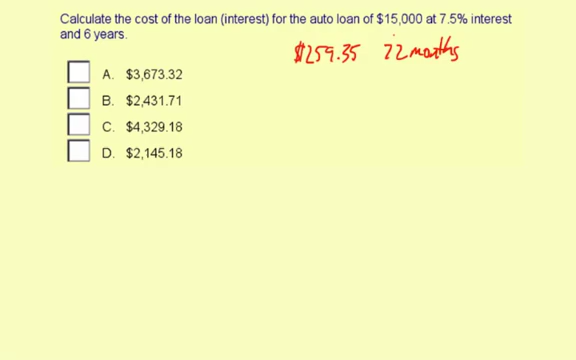 Calculate the cost of the loan (interest) for the auto loan of $15,000 at 7.5% interest
and 6 years.
$259.35 72 months
A. $3,673.32
B. $2,431.71
C. $4,329.18
D. $2,145.18